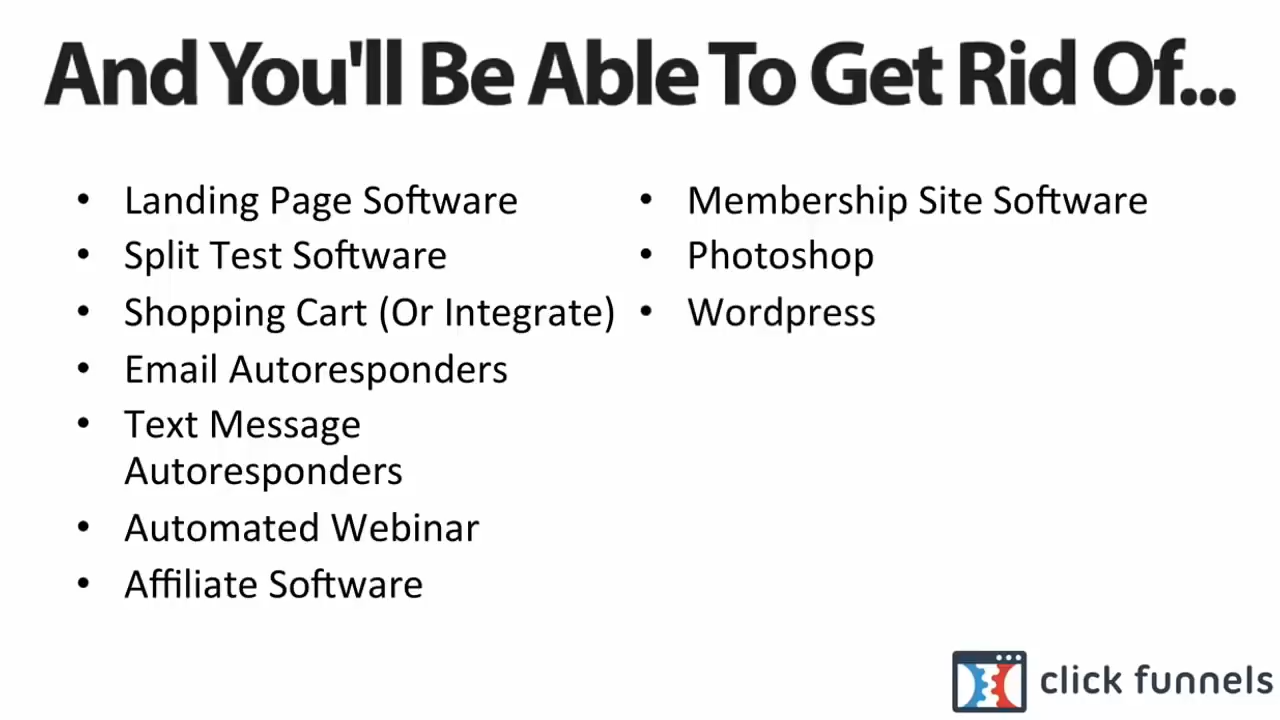 And You'll Be Able To Get Rid Of...
• Landing Page Software
• Split Test Software
• Shopping Cart (Or Integrate)
• Email Autoresponders
• Text Message
Autoresponders
• Automated Webinar
• Affiliate Software
• Membership Site Software
• Photoshop
• Wordpress
click funnels